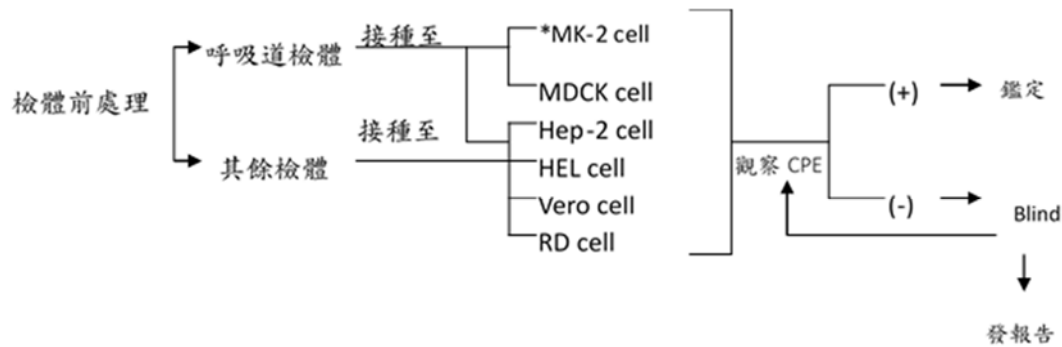 檢體前處理
呼吸道檢體
接種至
*MK-2 cell
MDCK cell
其餘檢體
接種至
Hep-2 cell
HEL cell
Vero cell
RD cell
觀察 CPE
(+)
鑑定
(-)
Blind
發報告